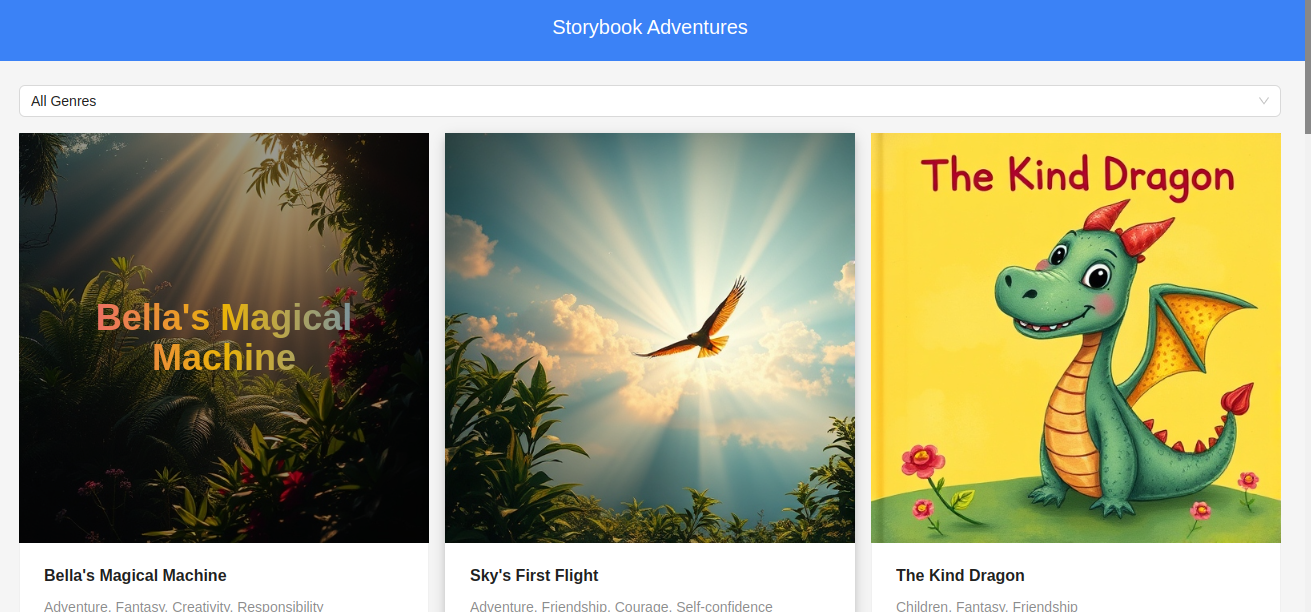 Storybook Adventures
All Genres
Bella's Magical
Machine
The Kind Dragon
Bella's Magical Machine
Adventure, Fantasy, Creativity, Responsibility
Sky's First Flight
Adventure, Friendship, Courage, Self-confidence
The Kind Dragon
Children, Fantasy, Friendship